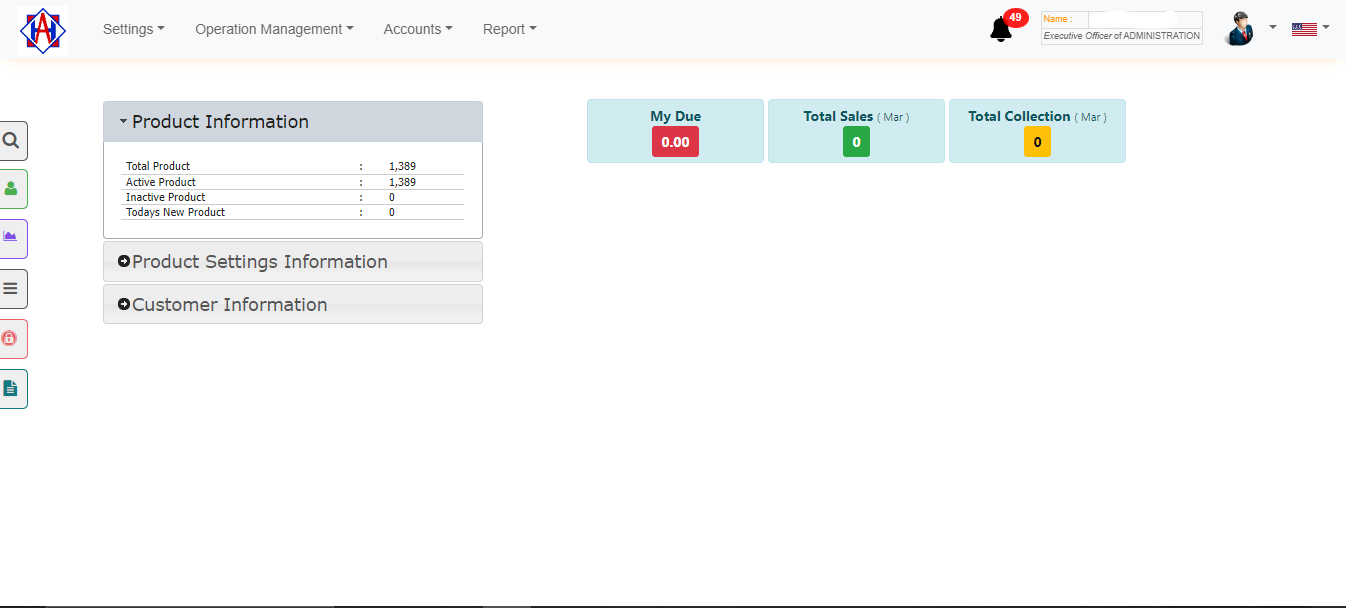 Settings Operation Management Accounts Report 49
Name :
Executive Officer of ADMINISTRATION
Product Information
Total Product : 1,389
Active Product : 1,389
Inactive Product : 0
Todays New Product : 0
Product Settings Information
Customer Information
My Due
0.00
Total Sales ( Mar )
0
Total Collection ( Mar )
0